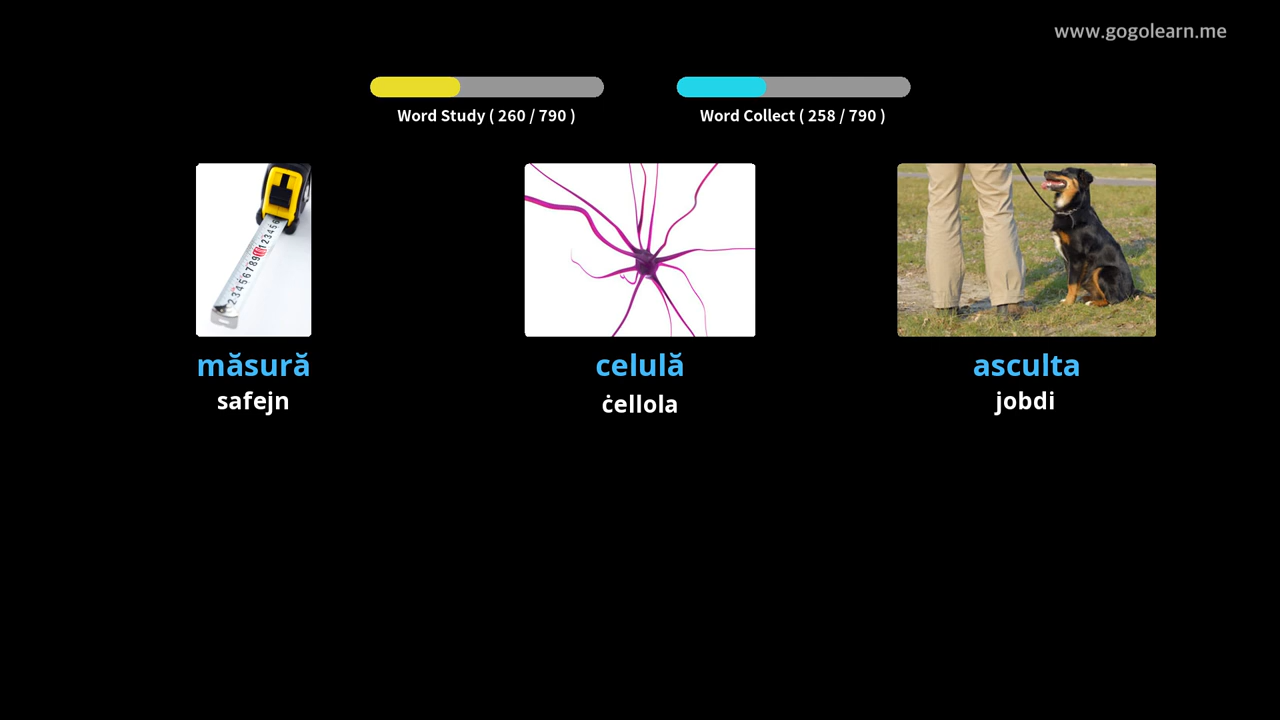 www.gogolearn.me
Word Study ( 260 / 790 )
Word Collect ( 258 / 790 )
măsură
safejn
celulă
ċellola
asculta
jobdi